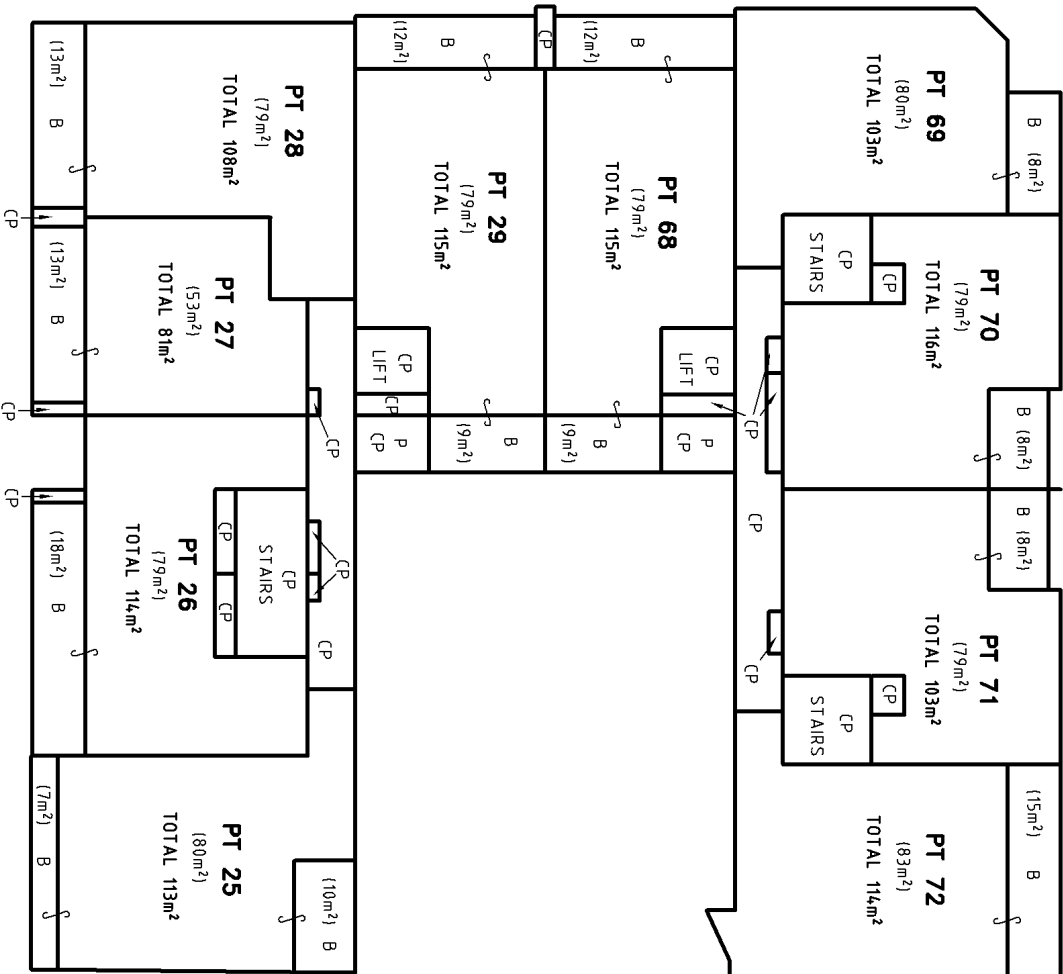 PT 28
(79m²)
TOTAL 108m²
(13m²) B
CP
PT 27
(53m²)
TOTAL 81m²
(13m²) B
CP
CP
CP
PT 26
(79m²)
TOTAL 114m²
(18m²) B
CP
STAIRS
CP
CP
CP
CP
PT 25
(80m²)
TOTAL 113m²
(7m²) B
(10m²) B
PT 29
(79m²)
TOTAL 115m²
(12m²) B
CP
CP
LIFT
CP
P
CP
(9m²) B
PT 68
(79m²)
TOTAL 115m²
(12m²) B
CP
LIFT
P
CP
(9m²) B
PT 69
(80m²)
TOTAL 103m²
B (8m²)
PT 70
(79m²)
TOTAL 116m²
CP
STAIRS
CP
B (8m²)
CP
CP
PT 71
(79m²)
TOTAL 103m²
B (8m²)
CP
CP
STAIRS
CP
PT 72
(83m²)
TOTAL 114m²
(15m²) B